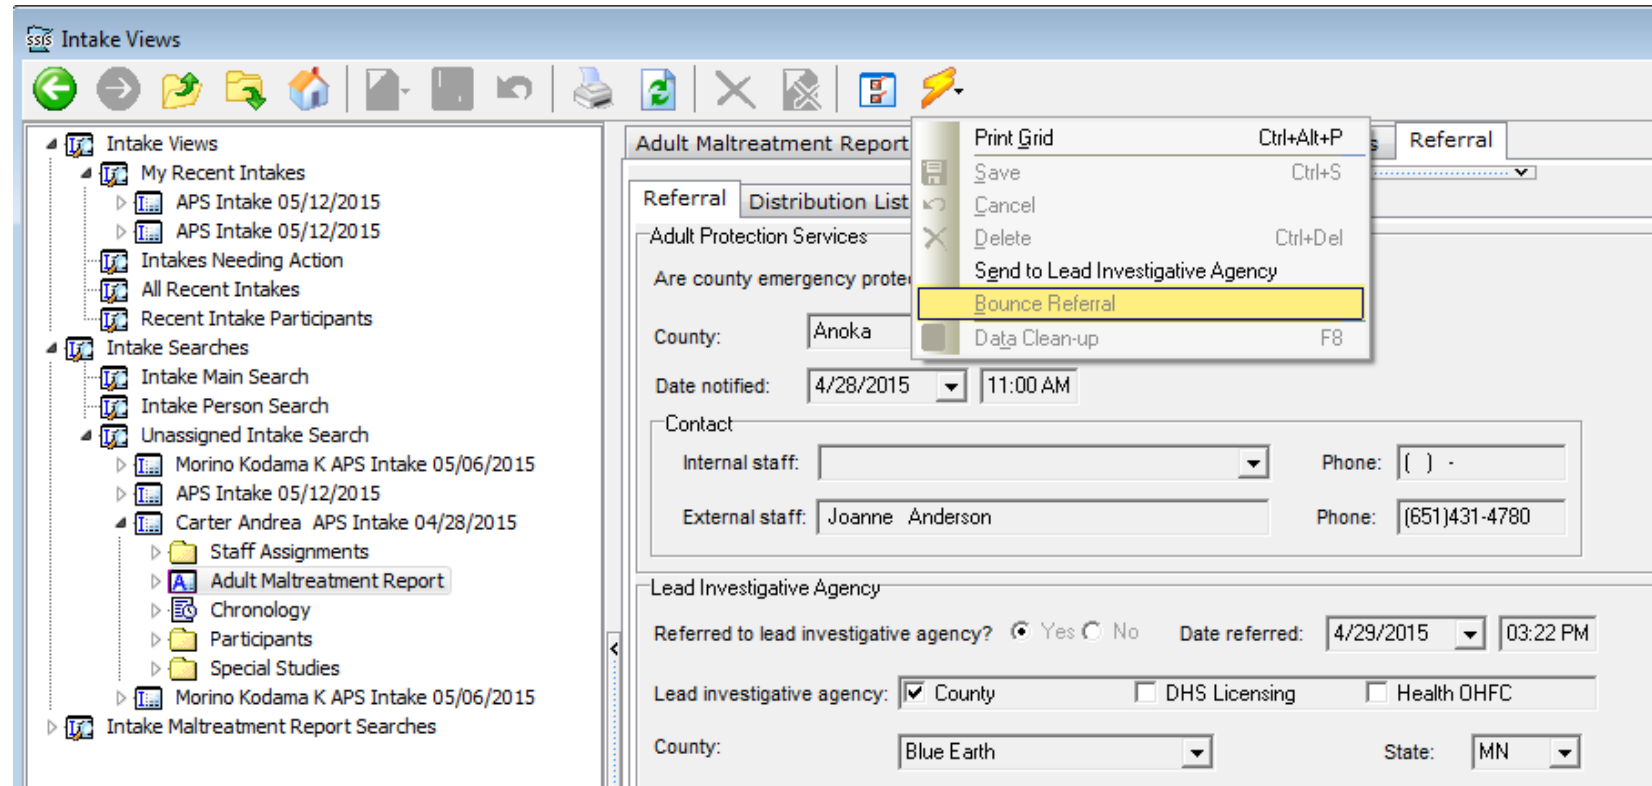 ssis Intake Views
Intake Views
My Recent Intakes
APS Intake 05/12/2015
APS Intake 05/12/2015
Intakes Needing Action
All Recent Intakes
Recent Intake Participants
Intake Searches
Intake Main Search
Intake Person Search
Unassigned Intake Search
Morino Kodama K APS Intake 05/06/2015
APS Intake 05/12/2015
Carter Andrea APS Intake 04/28/2015
Staff Assignments
Adult Maltreatment Report
Chronology
Participants
Special Studies
Morino Kodama K APS Intake 05/06/2015
Intake Maltreatment Report Searches
Adult Maltreatment Report s Referral
Referral Distribution List
Print Grid Ctrl+Alt+P
Save Ctrl+S
Cancel
Delete Ctrl+Del
Send to Lead Investigative Agency
Bounce Referral
Data Clean-up F8
Adult Protection Services
Are county emergency prote
County: Anoka
Date notified: 4/28/2015 11:00 AM
Contact
Internal staff: Phone: ( ) -
External staff: Joanne Anderson Phone: (651)431-4780
Lead Investigative Agency
Referred to lead investigative agency? Yes No Date referred: 4/29/2015 03:22 PM
Lead investigative agency: County DHS Licensing Health OHFC
County: Blue Earth State: MN